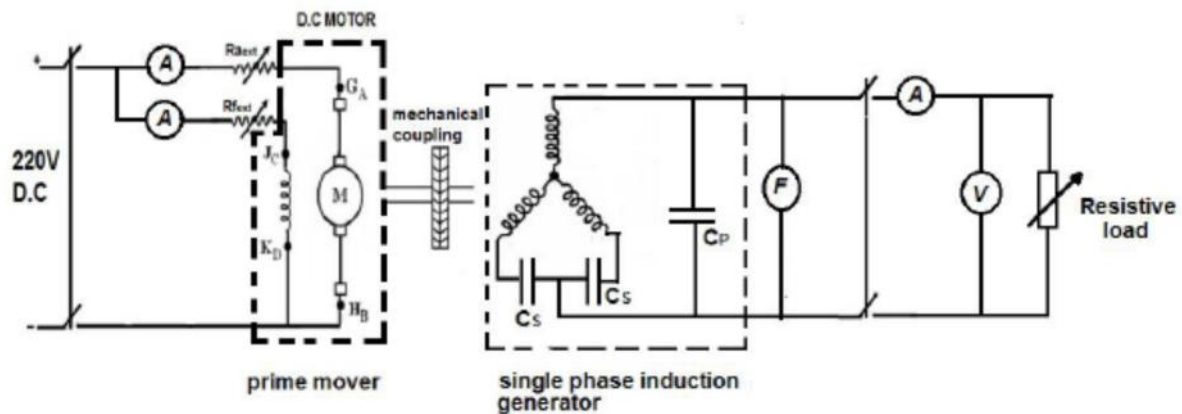 D.C MOTOR
+
A
Raext
GA
A
Rfext
JC
mechanical
coupling
220V
D.C
M
KD
HB
-
CP
CS
CS
F
A
V
Resistive
load
prime mover
single phase induction
generator